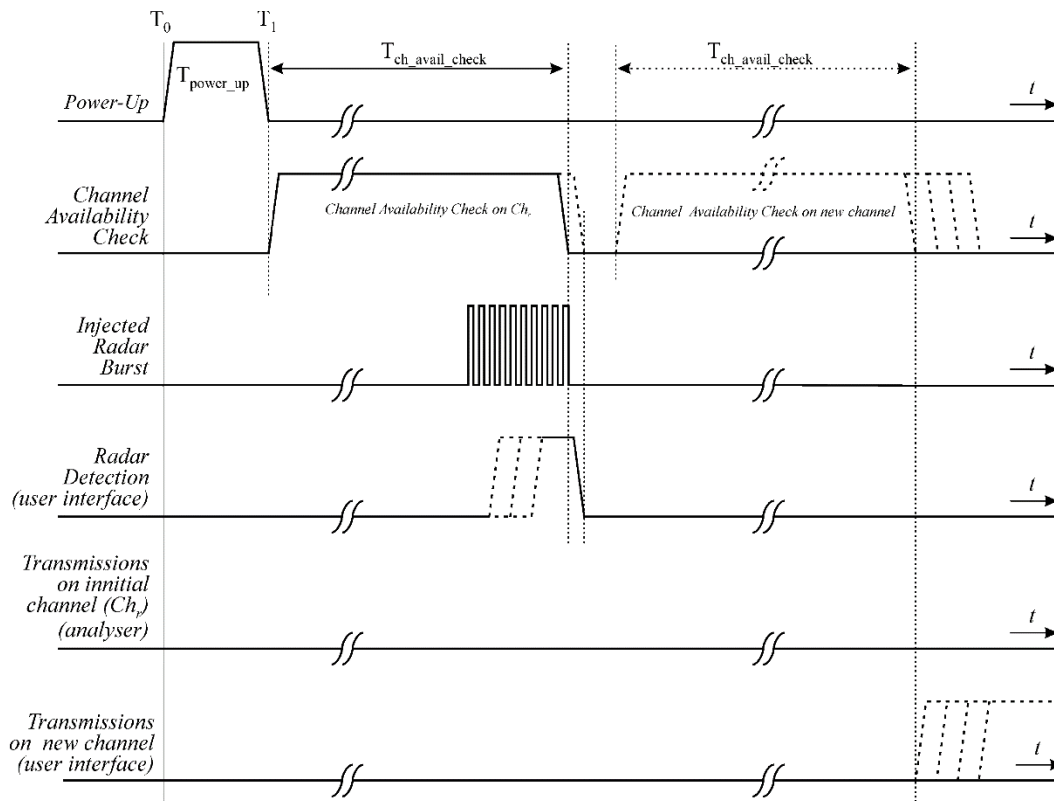 T0 T1
Tch_avail_check Tch_avail_check
Tpower_up
t
Power-Up
Channel
Availability
Check
Channel Availability Check on Chr
Channel Availability Check on new channel
t
Injected
Radar
Burst
t
Radar
Detection
(user interface)
t
Transmissions
on innitial
channel (Chr)
(analyser)
t
Transmissions
on new channel
(user interface)
t